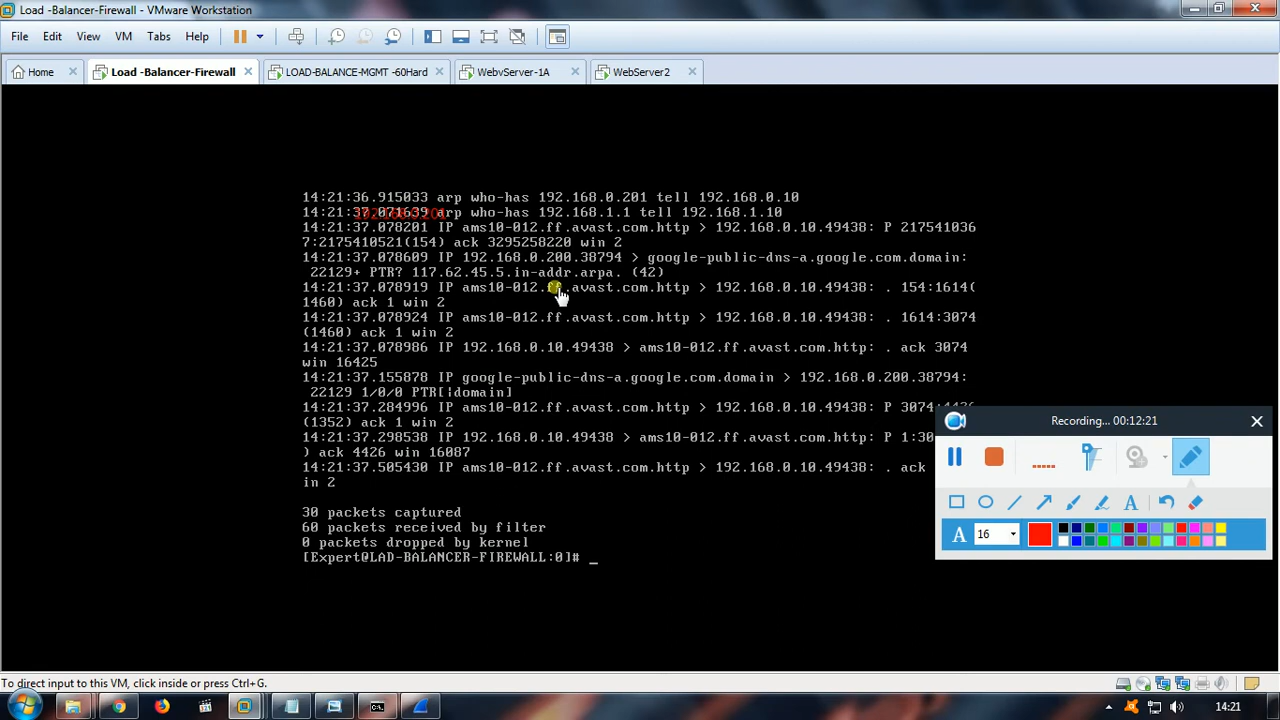 Load -Balancer-Firewall - VMware Workstation
File Edit View VM Tabs Help
Home Load -Balancer-Firewall LOAD-BALANCE-MGMT -60Hard WebvServer-1A WebServer2
14:21:36.915033 arp who-has 192.168.0.201 tell 192.168.0.10
192.168.0.201
14:21:37.071639 arp who-has 192.168.1.1 tell 192.168.1.10
14:21:37.078201 IP ams10-012.ff.avast.com.http > 192.168.0.10.49438: P 217541036
7:2175410521(154) ack 3295258220 win 2
14:21:37.078609 IP 192.168.0.200.38794 > google-public-dns-a.google.com.domain:
22129+ PTR? 117.62.45.5.in-addr.arpa. (42)
14:21:37.078919 IP ams10-012.ff.avast.com.http > 192.168.0.10.49438: . 154:1614(
1460) ack 1 win 2
14:21:37.078924 IP ams10-012.ff.avast.com.http > 192.168.0.10.49438: . 1614:3074
(1460) ack 1 win 2
14:21:37.078986 IP 192.168.0.10.49438 > ams10-012.ff.avast.com.http: . ack 3074
win 16425
14:21:37.155878 IP google-public-dns-a.google.com.domain > 192.168.0.200.38794:
22129 1/0/0 PTR[|domain]
14:21:37.284996 IP ams10-012.ff.avast.com.http > 192.168.0.10.49438: P 3074:4426
(1352) ack 1 win 2
14:21:37.298538 IP 192.168.0.10.49438 > ams10-012.ff.avast.com.http: P 1:30
) ack 4426 win 16087
14:21:37.505430 IP ams10-012.ff.avast.com.http > 192.168.0.10.49438: . ack
in 2
30 packets captured
60 packets received by filter
0 packets dropped by kernel
[Expert@LAD-BALANCER-FIREWALL:0]# _
Recording... 00:12:21
A
A 16
To direct input to this VM, click inside or press Ctrl+G.
14:21